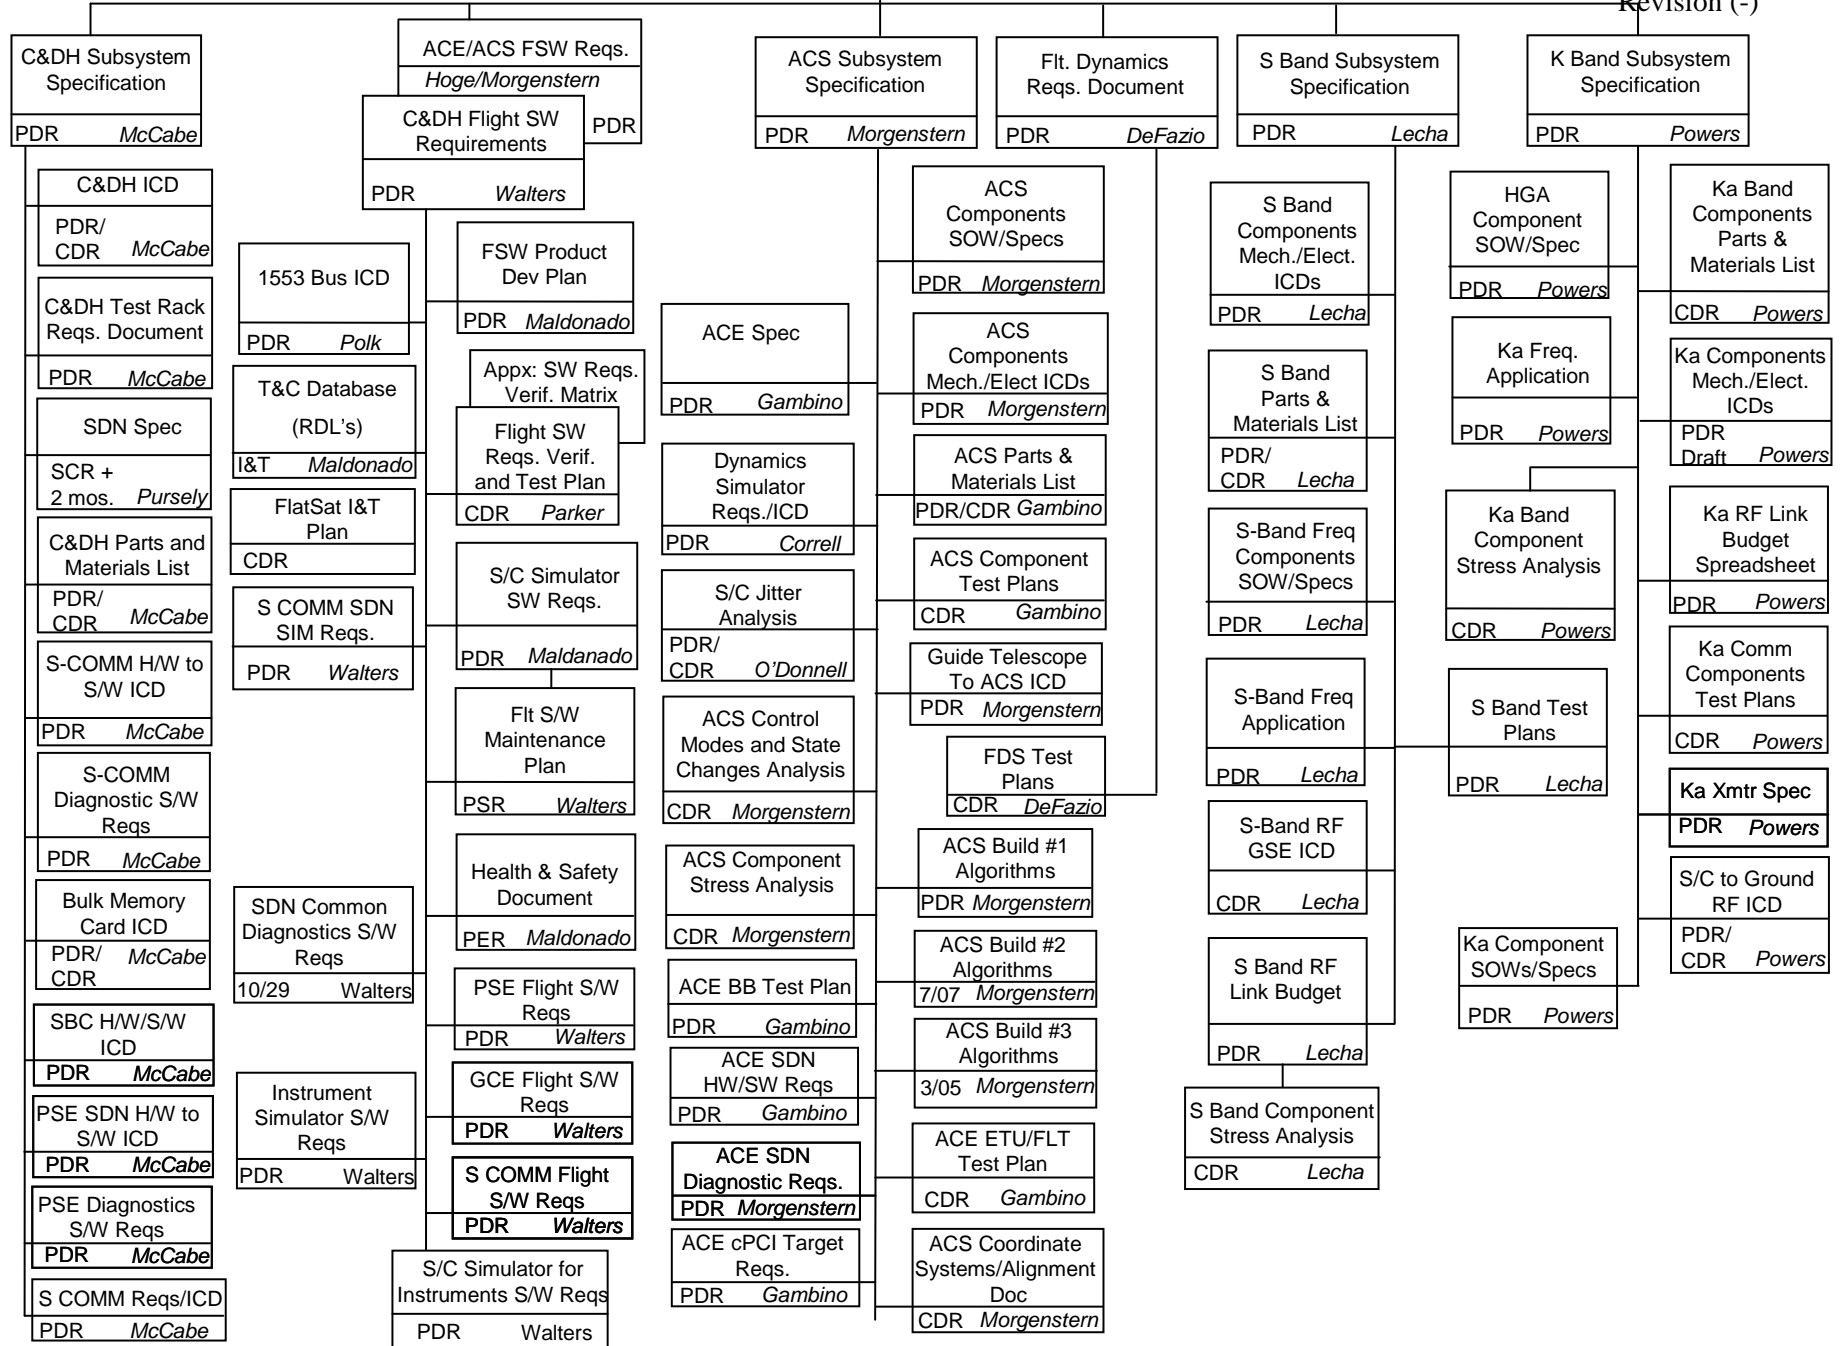 Revision (-)
C&DH Subsystem
Specification
PDR McCabe
ACE/ACS FSW Reqs.
Hoge/Morgenstern
PDR
C&DH Flight SW
Requirements
PDR Walters
ACS Subsystem
Specification
PDR Morgenstern
Flt. Dynamics
Reqs. Document
PDR DeFazio
S Band Subsystem
Specification
PDR Lecha
K Band Subsystem
Specification
PDR Powers
C&DH ICD
PDR/
CDR McCabe
C&DH Test Rack
Reqs. Document
PDR McCabe
SDN Spec
SCR +
2 mos. Pursely
C&DH Parts and
Materials List
PDR/
CDR McCabe
S-COMM H/W to
S/W ICD
PDR McCabe
S-COMM
Diagnostic S/W
Reqs
PDR McCabe
Bulk Memory
Card ICD
PDR/ McCabe
CDR
SBC H/W/S/W
ICD
PDR McCabe
PSE SDN H/W to
S/W ICD
PDR McCabe
PSE Diagnostics
S/W Reqs
PDR McCabe
S COMM Reqs/ICD
PDR McCabe
1553 Bus ICD
PDR Polk
T&C Database
(RDL's)
I&T Maldonado
FlatSat I&T
Plan
CDR
S COMM SDN
SIM Reqs.
PDR Walters
SDN Common
Diagnostics S/W
Reqs
10/29 Walters
Instrument
Simulator S/W
Reqs
PDR Walters
FSW Product
Dev Plan
PDR Maldonado
Appx: SW Reqs.
Verif. Matrix
Flight SW
Reqs. Verif.
and Test Plan
CDR Parker
S/C Simulator
SW Reqs.
PDR Maldanado
Flt S/W
Maintenance
Plan
PSR Walters
Health & Safety
Document
PER Maldonado
PSE Flight S/W
Reqs
PDR Walters
GCE Flight S/W
Reqs
PDR Walters
S COMM Flight
S/W Reqs
PDR Walters
S/C Simulator for
Instruments S/W Reqs
PDR Walters
ACE Spec
PDR Gambino
Dynamics
Simulator
Reqs./ICD
PDR Correll
S/C Jitter
Analysis
PDR/
CDR O'Donnell
ACS Control
Modes and State
Changes Analysis
CDR Morgenstern
ACS Component
Stress Analysis
CDR Morgenstern
ACE BB Test Plan
PDR Gambino
ACE SDN
HW/SW Reqs
PDR Gambino
ACE SDN
Diagnostic Reqs.
PDR Morgenstern
ACE cPCI Target
Reqs.
PDR Gambino
ACS
Components
SOW/Specs
PDR Morgenstern
ACS
Components
Mech./Elect ICDs
PDR Morgenstern
ACS Parts &
Materials List
PDR/CDR Gambino
ACS Component
Test Plans
CDR Gambino
Guide Telescope
To ACS ICD
PDR Morgenstern
FDS Test
Plans
CDR DeFazio
ACS Build #1
Algorithms
PDR Morgenstern
ACS Build #2
Algorithms
7/07 Morgenstern
ACS Build #3
Algorithms
3/05 Morgenstern
ACE ETU/FLT
Test Plan
CDR Gambino
ACS Coordinate
Systems/Alignment
Doc
CDR Morgenstern
S Band
Components
Mech./Elect.
ICDs
PDR Lecha
S Band
Parts &
Materials List
PDR/
CDR Lecha
S-Band Freq
Components
SOW/Specs
PDR Lecha
S-Band Freq
Application
PDR Lecha
S-Band RF
GSE ICD
CDR Lecha
S Band RF
Link Budget
PDR Lecha
S Band Component
Stress Analysis
CDR Lecha
HGA
Component
SOW/Spec
PDR Powers
Ka Freq.
Application
PDR Powers
Ka Band
Component
Stress Analysis
CDR Powers
S Band Test
Plans
PDR Lecha
Ka Component
SOWs/Specs
PDR Powers
Ka Band
Components
Parts &
Materials List
CDR Powers
Ka Components
Mech./Elect.
ICDs
PDR
Draft Powers
Ka RF Link
Budget
Spreadsheet
PDR Powers
Ka Comm
Components
Test Plans
CDR Powers
Ka Xmtr Spec
PDR Powers
S/C to Ground
RF ICD
PDR/
CDR Powers